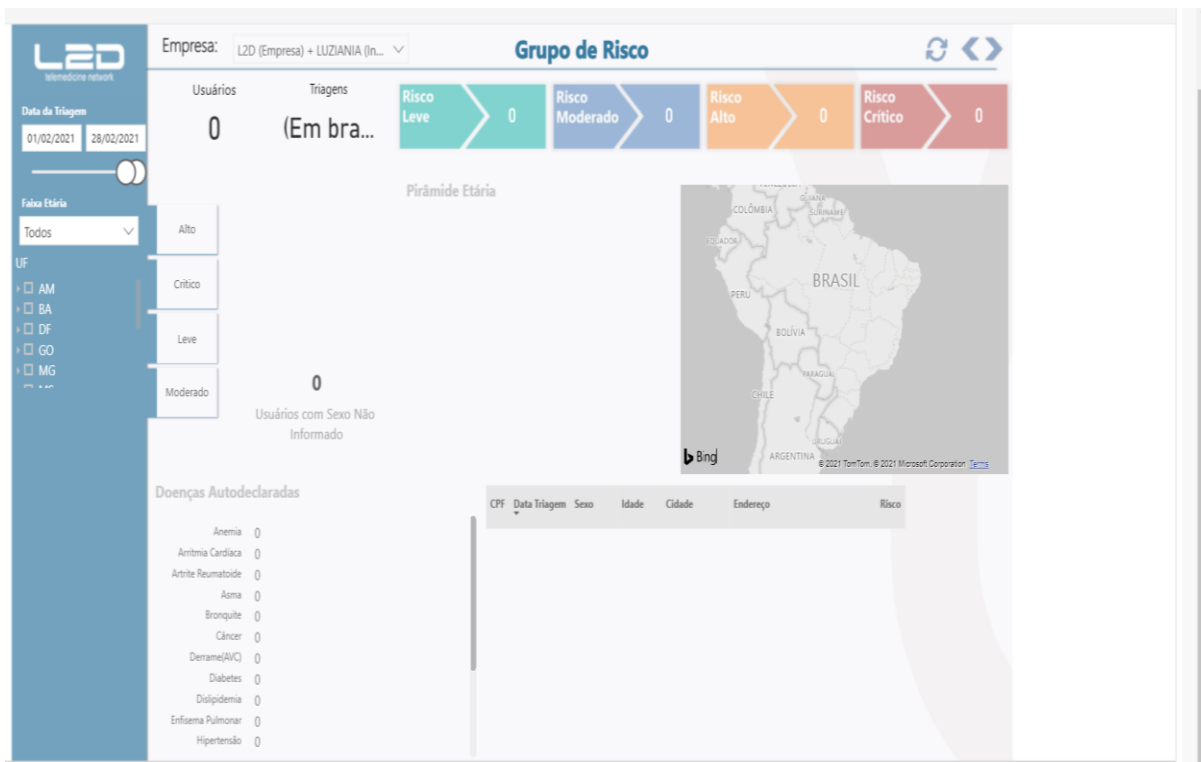 L2D
telemedicine network
Empresa:
L2D (Empresa) + LUZIANIA (In...
Grupo de Risco
Data da Triagem
01/02/2021
28/02/2021
Faixa Etária
Todos
UF
AM
BA
DF
GO
MG
Usuários
0
Triagens
(Em bra...
Risco Leve
0
Risco Moderado
0
Risco Alto
0
Risco Crítico
0
Alto
Crítico
Leve
Moderado
Pirâmide Etária
0
Usuários com Sexo Não
Informado
GUIANA
COLÔMBIA
SURINAME
EQUADOR
BRASIL
PERU
BOLÍVIA
PARAGUAI
CHILE
URUGUAI
ARGENTINA
Bing
© 2021 TomTom, © 2021 Microsoft Corporation Terms
Doenças Autodeclaradas
Anemia 0
Arritmia Cardíaca 0
Artrite Reumatoide 0
Asma 0
Bronquite 0
Câncer 0
Derrame(AVC) 0
Diabetes 0
Dislipidemia 0
Enfisema Pulmonar 0
Hipertensão 0
CPF Data Triagem Sexo Idade Cidade Endereço Risco